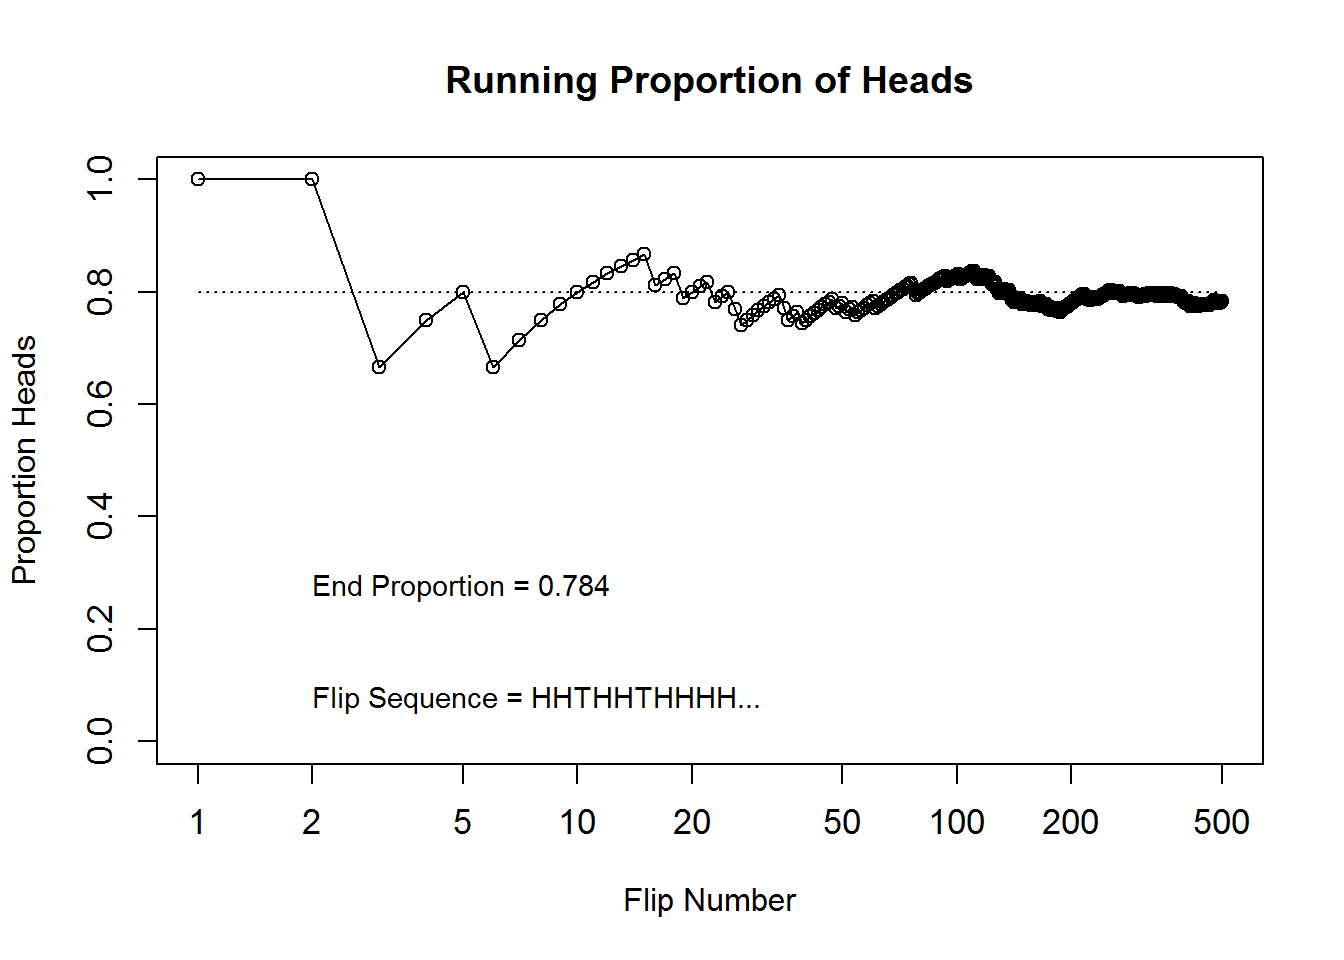 Running Proportion of Heads
Proportion Heads
1.0
0.8
0.6
0.4
0.2
0.0
End Proportion = 0.784
Flip Sequence = HHTHHTHHHH...
1 2 5 10 20 50 100 200 500
Flip Number